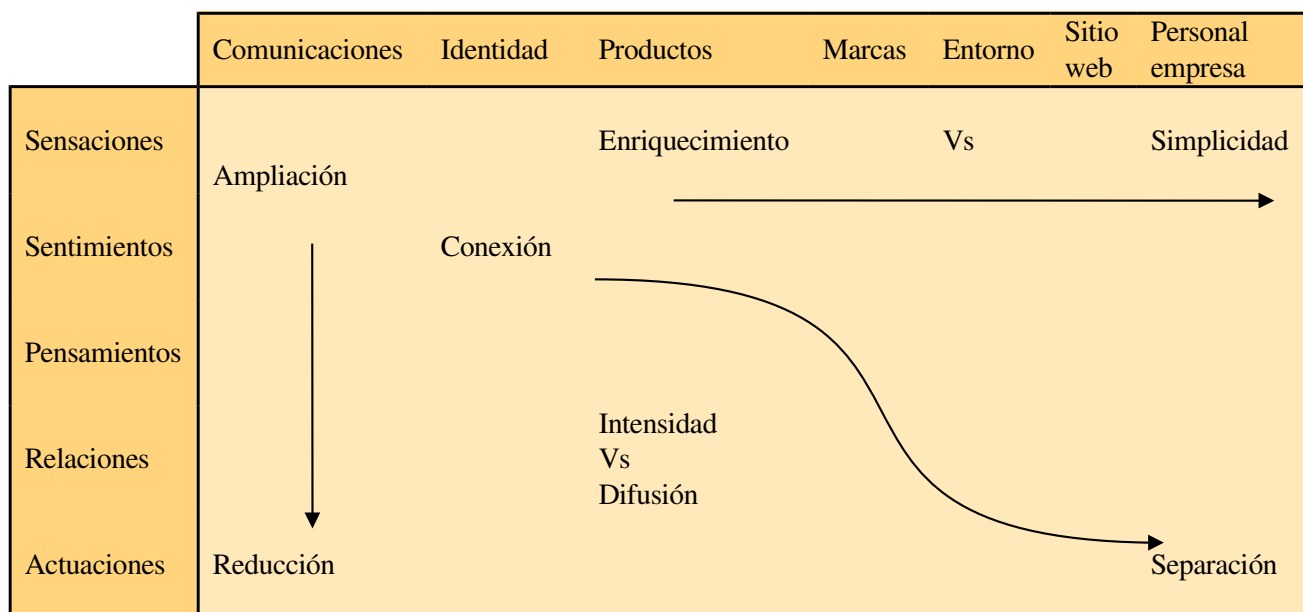 Comunicaciones Identidad Productos Marcas Entorno Sitio web Personal empresa
Sensaciones Enriquecimiento Vs Simplicidad
Ampliación
Sentimientos Conexión
Pensamientos
Intensidad
Relaciones Vs
Difusión
Actuaciones Reducción Separación